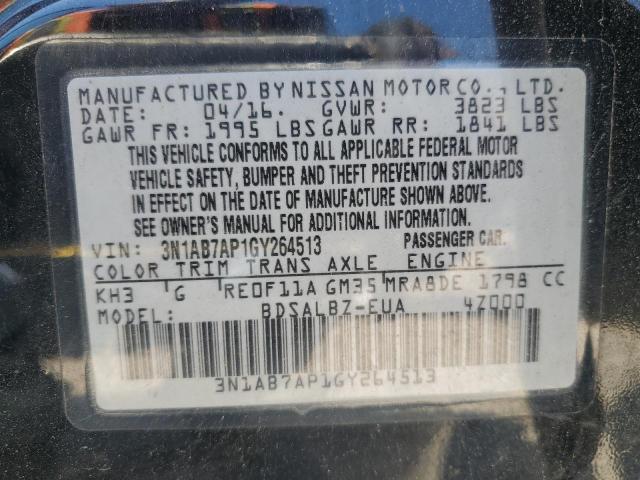 MANUFACTURED BY NISSAN MOTOR CO., LTD.
DATE: 04/16. GVWR: 3823 LBS
GAWR FR: 1995 LBS GAWR RR: 1841 LBS
THIS VEHICLE CONFORMS TO ALL APPLICABLE FEDERAL MOTOR
VEHICLE SAFETY, BUMPER AND THEFT PREVENTION STANDARDS
IN EFFECT ON THE DATE OF MANUFACTURE SHOWN ABOVE.
SEE OWNER'S MANUAL FOR ADDITIONAL INFORMATION.
VIN: 3N1AB7AP1GY264513 PASSENGER CAR.
COLOR TRIM TRANS AXLE ENGINE
KH3 G RE0F11A GM35 MRA8DE 1798 CC
MODEL: BDSALBZ-EUA 4Z000
3N1AB7AP1GY264513